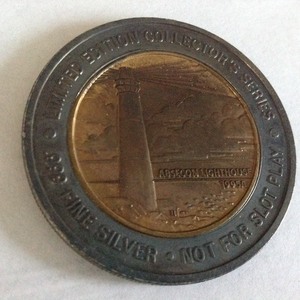 LIMITED EDITION COLLECTOR'S SERIES
.999 FINE SILVER • NOT FOR SLOT PLAY
ABSECON LIGHTHOUSE